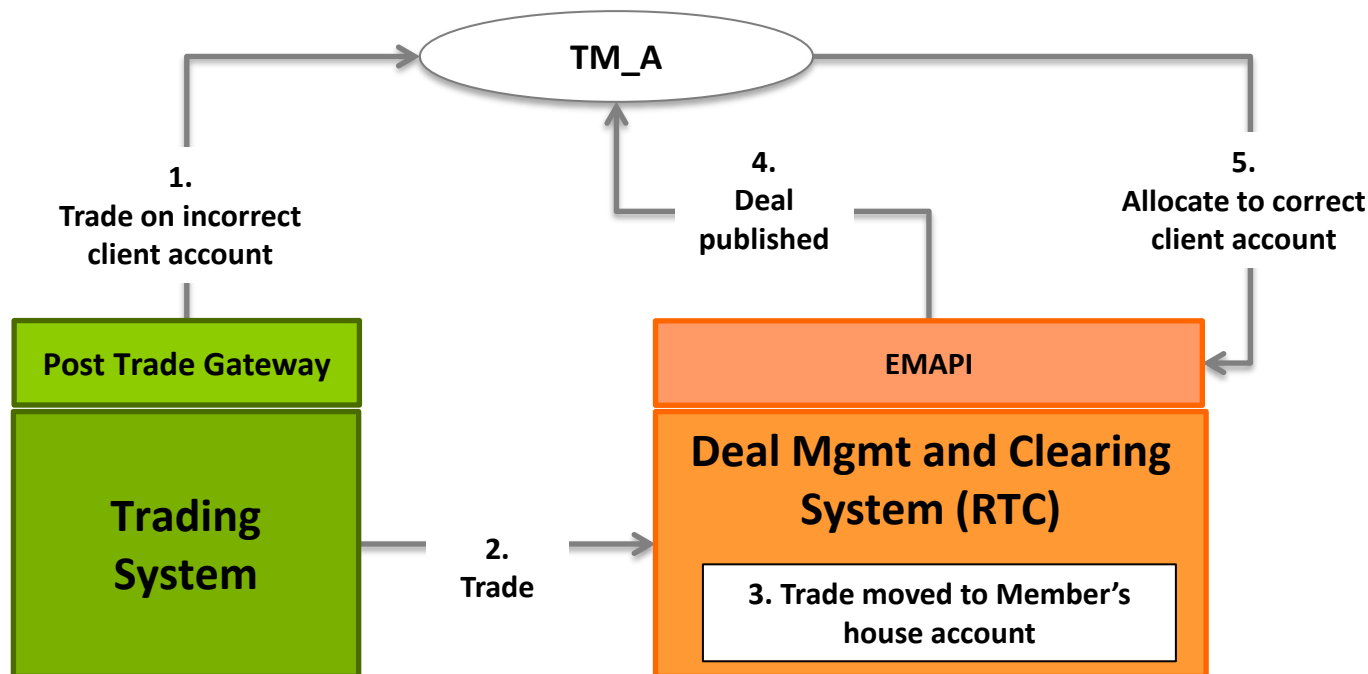 TM_A
1.
Trade on incorrect
client account
4.
Deal
published
5.
Allocate to correct
client account
Post Trade Gateway
EMAPI
Trading
System
2.
Trade
Deal Mgmt and Clearing
System (RTC)
3. Trade moved to Member’s
house account